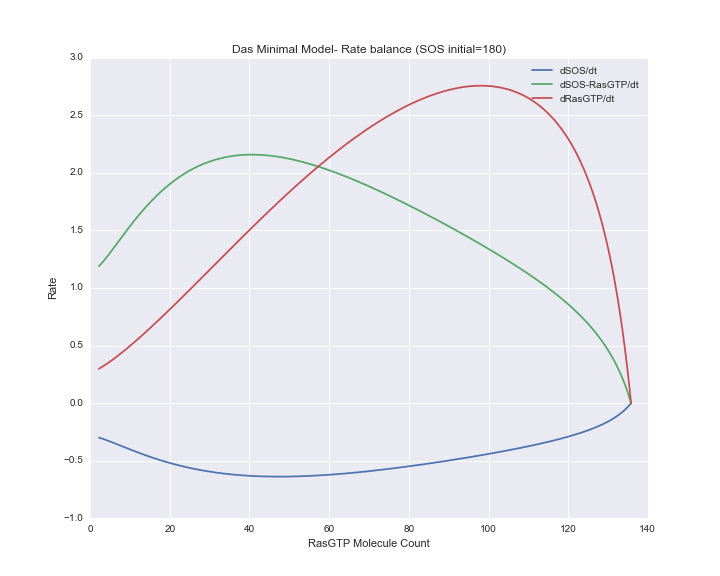 Das Minimal Model- Rate balance (SOS initial=180)
3.0
2.5
2.0
1.5
1.0
0.5
0.0
−0.5
−1.0
Rate
dSOS/dt
dSOS-RasGTP/dt
dRasGTP/dt
0 20 40 60 80 100 120 140
RasGTP Molecule Count